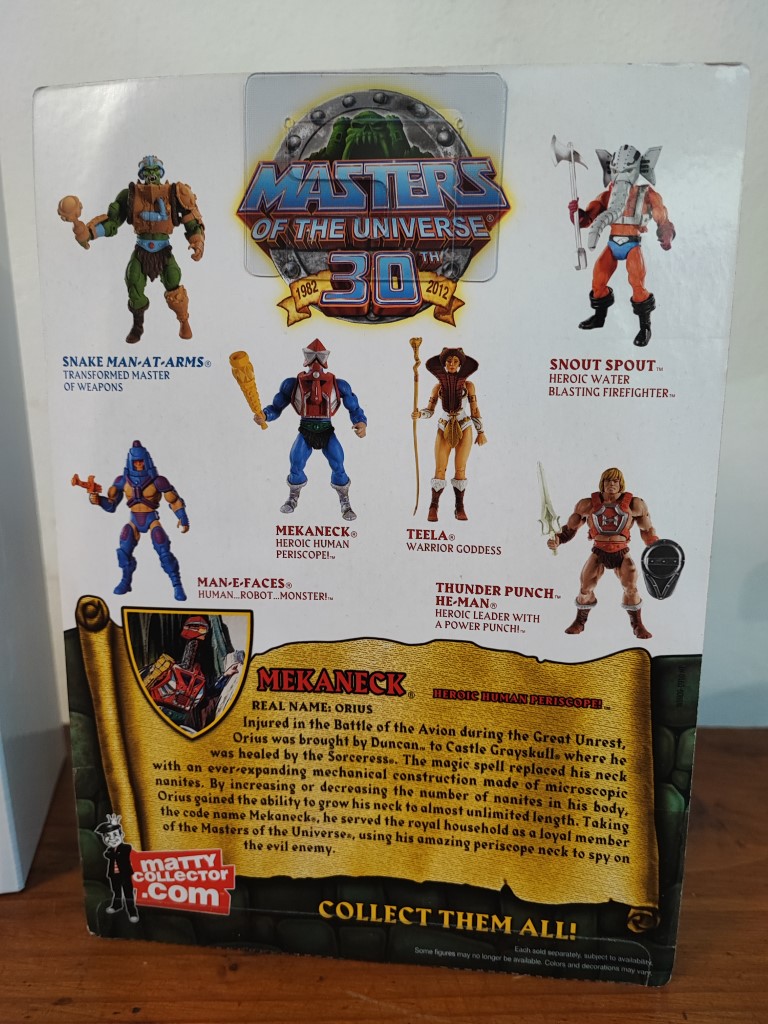 MASTERS
OF THE UNIVERSE®
30TH
1982 2012
SNAKE MAN-AT-ARMS®
TRANSFORMED MASTER
OF WEAPONS
SNOUT SPOUT™
HEROIC WATER
BLASTING FIREFIGHTER™
MEKANECK®
HEROIC HUMAN
PERISCOPE!™
TEELA™
WARRIOR GODDESS
MAN-E-FACES®
HUMAN...ROBOT...MONSTER!™
THUNDER PUNCH™
HE-MAN®
HEROIC LEADER WITH
A POWER PUNCH!™
MEKANECK® HEROIC HUMAN PERISCOPE!™
REAL NAME: ORIUS
Injured in the Battle of the Avion during the Great Unrest,
Orius was brought by Duncan™ to Castle Grayskull® where he
was healed by the Sorceress®. The magic spell replaced his neck
with an ever-expanding mechanical construction made of microscopic
nanites. By increasing or decreasing the number of nanites in his body,
Orius gained the ability to grow his neck to almost unlimited length. Taking
the code name Mekaneck®, he served the royal household as a loyal member
of the Masters of the Universe®, using his amazing periscope neck to spy on
the evil enemy.
matty
COLLECTOR
.com
COLLECT THEM ALL!
Each sold separately, subject to availability.
Some figures may no longer be available. Colors and decorations may vary.